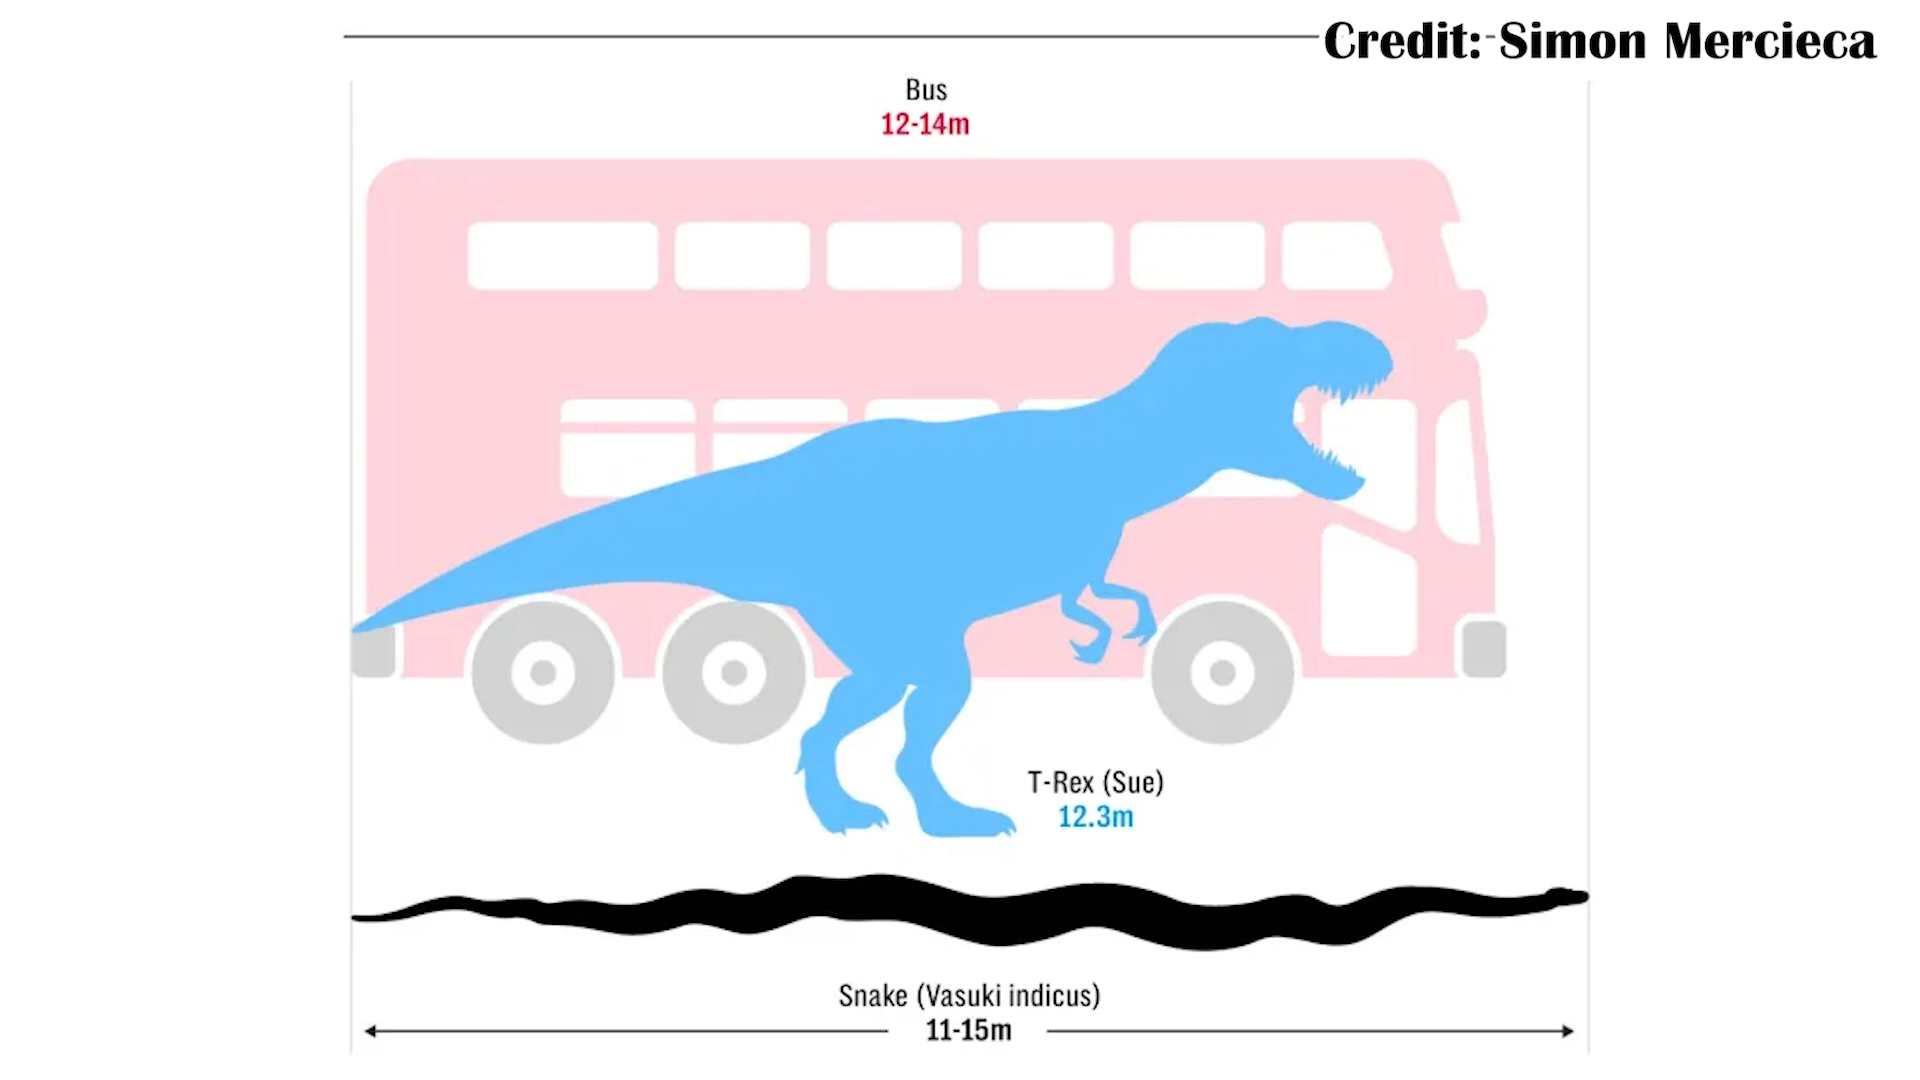 Credit: Simon Mercieca
Bus
12-14m
T-Rex (Sue)
12.3m
Snake (Vasuki indicus)
11-15m